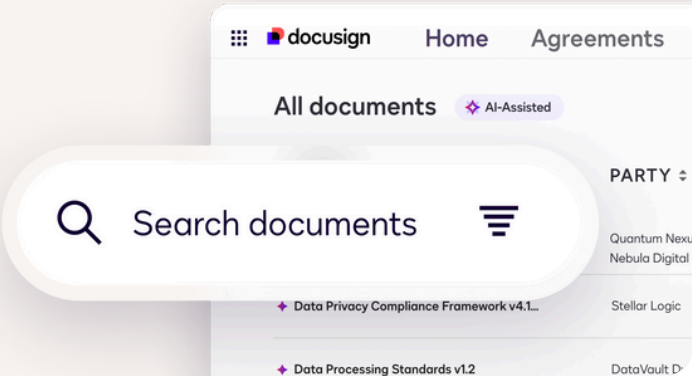 docusign Home Agreements
All documents AI-Assisted
PARTY
Search documents
Quantum
Nebula Digital
Data Privacy Compliance Framework v4.1... Stellar Logic
Data Processing Standards v1.2 DataVault